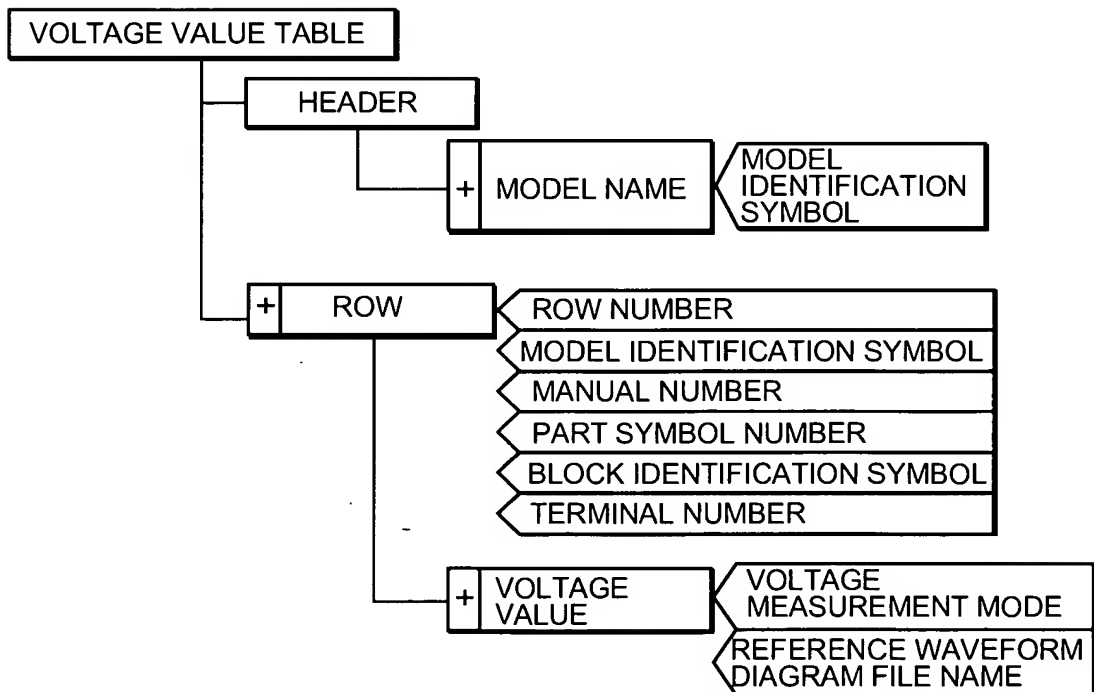 VOLTAGE VALUE TABLE
HEADER
+ MODEL NAME
MODEL
IDENTIFICATION
SYMBOL
+ ROW
ROW NUMBER
MODEL IDENTIFICATION SYMBOL
MANUAL NUMBER
PART SYMBOL NUMBER
BLOCK IDENTIFICATION SYMBOL
TERMINAL NUMBER
+ VOLTAGE
VALUE
VOLTAGE
MEASUREMENT MODE
REFERENCE WAVEFORM
DIAGRAM FILE NAME